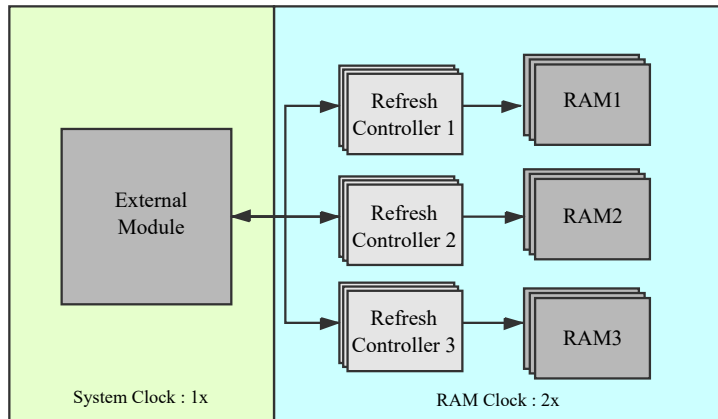 External
Module
Refresh
Controller 1
RAM1
Refresh
Controller 2
RAM2
Refresh
Controller 3
RAM3
System Clock : 1x
RAM Clock : 2x